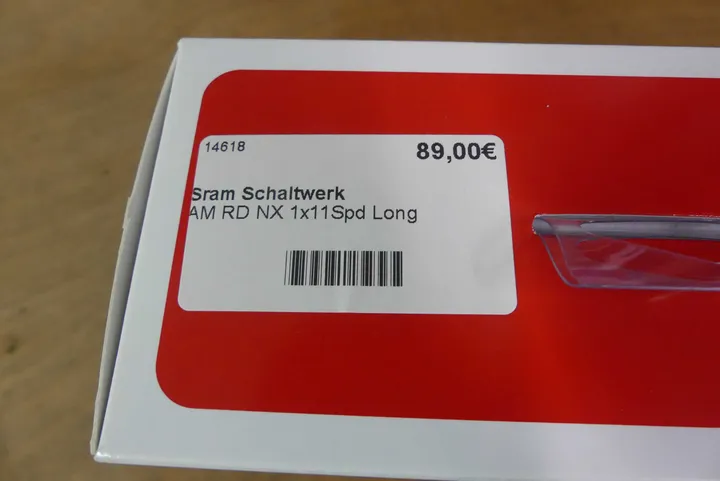 14618
89,00€
Sram Schaltwerk
AM RD NX 1x11Spd Long